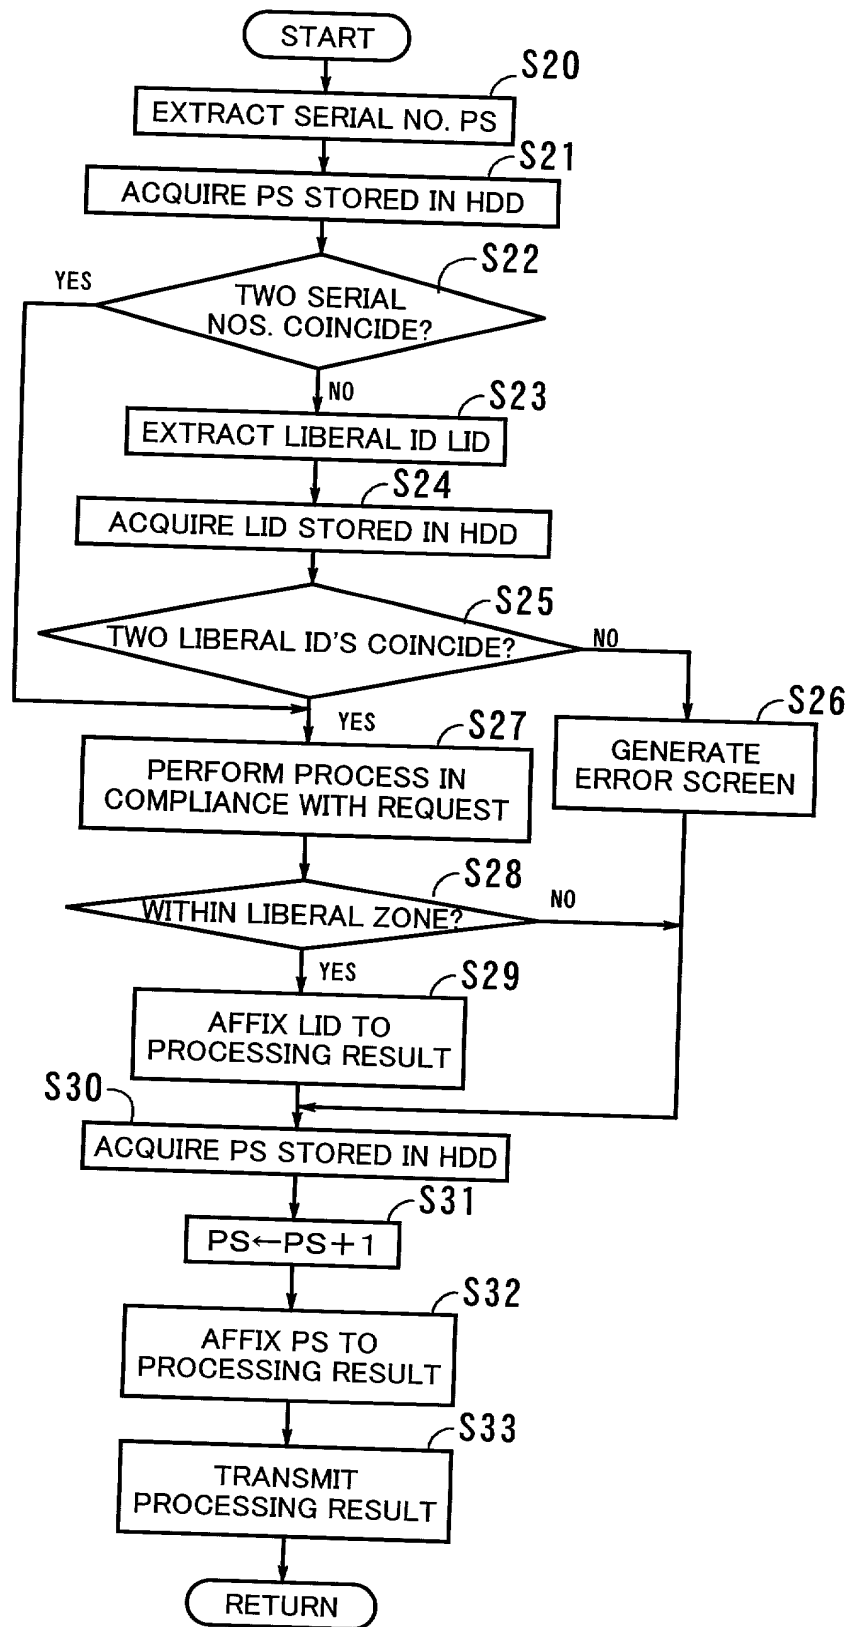 START
S20
EXTRACT SERIAL NO. PS
S21
ACQUIRE PS STORED IN HDD
S22
YES
TWO SERIAL
NOS. COINCIDE?
NO
S23
EXTRACT LIBERAL ID LID
S24
ACQUIRE LID STORED IN HDD
S25
TWO LIBERAL ID'S COINCIDE?
NO
S26
GENERATE
ERROR SCREEN
YES
S27
PERFORM PROCESS IN
COMPLIANCE WITH REQUEST
S28
WITHIN LIBERAL ZONE?
NO
YES
S29
AFFIX LID TO
PROCESSING RESULT
S30
ACQUIRE PS STORED IN HDD
S31
PS←PS+1
S32
AFFIX PS TO
PROCESSING RESULT
S33
TRANSMIT
PROCESSING RESULT
RETURN